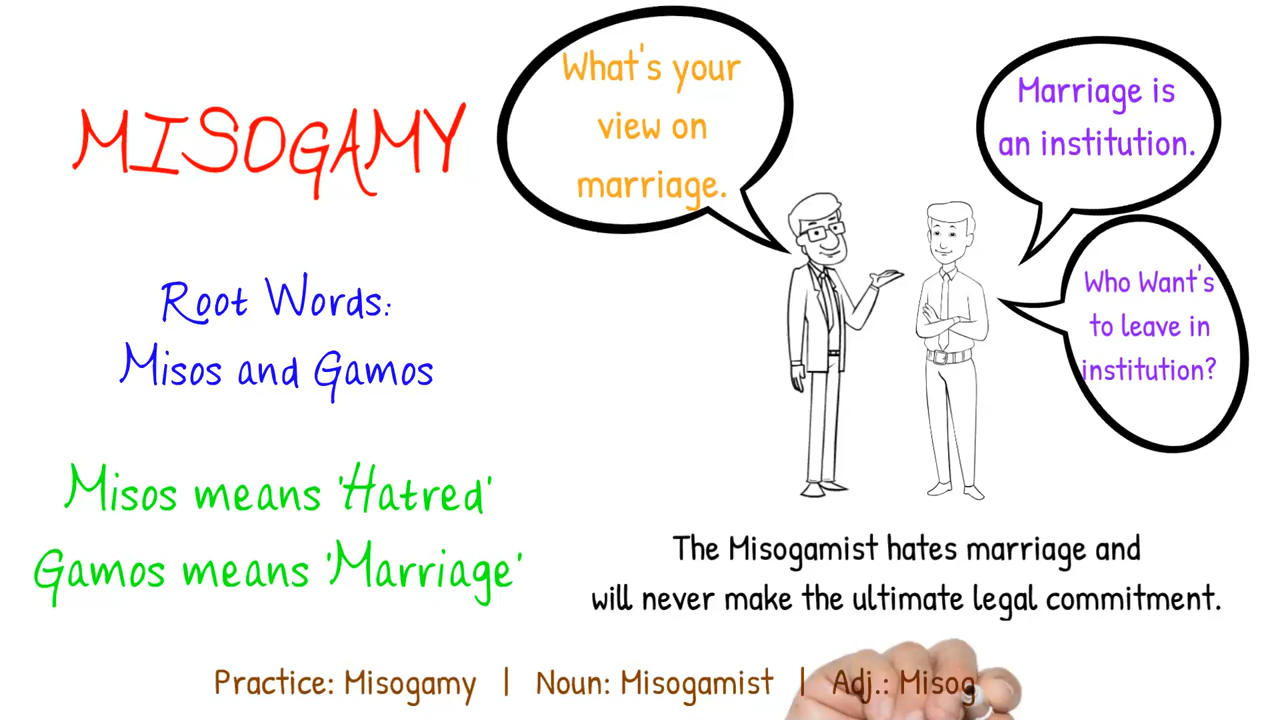 MISOGAMY
Root Words:
Misos and Gamos
Misos means 'Hatred'
Gamos means 'Marriage'
What's your
view on
marriage.
Marriage is
an institution.
Who Want's
to leave in
institution?
The Misogamist hates marriage and
will never make the ultimate legal commitment.
Practice: Misogamy | Noun: Misogamist | Adj.: Misog